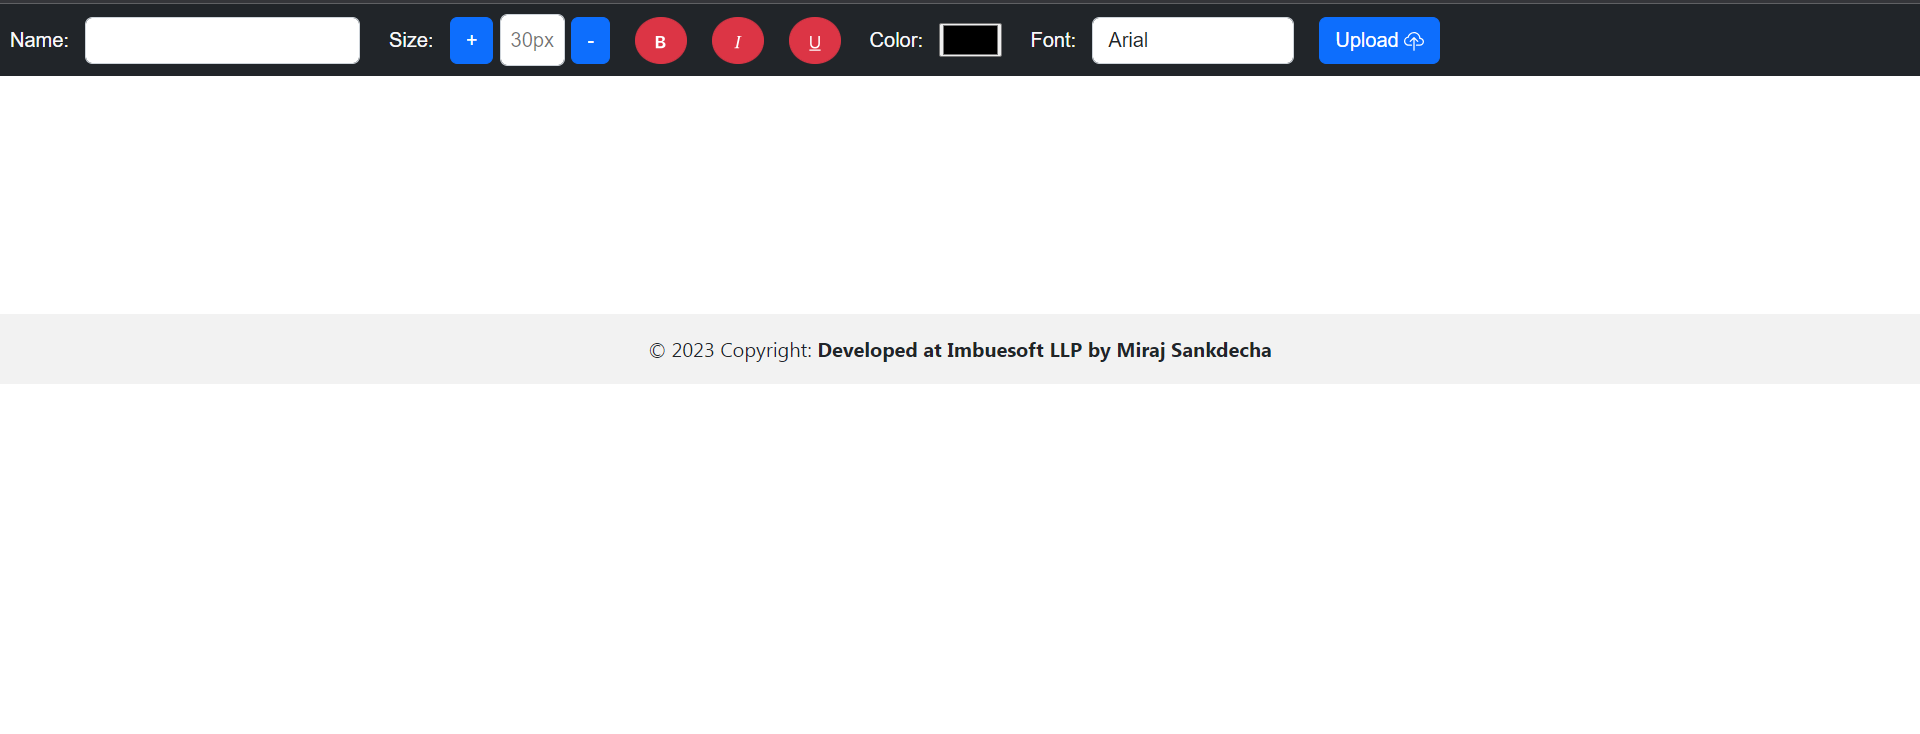 Name: Size: + 30px - B I U Color: Font: Arial Upload
© 2023 Copyright: Developed at Imbuesoft LLP by Miraj Sankdecha